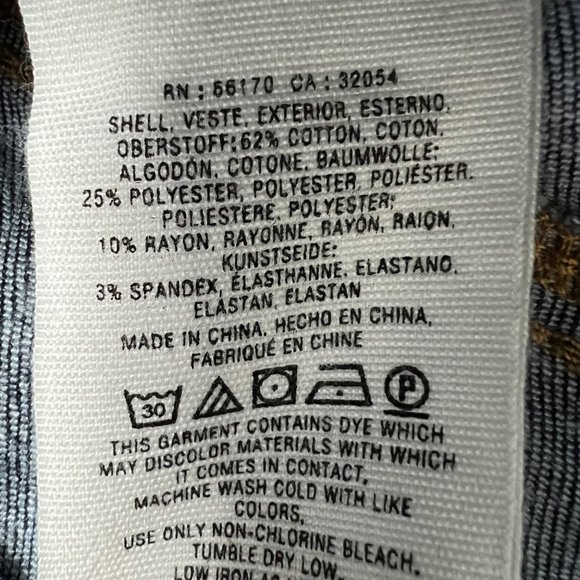 RN : 56170 CA : 32054
SHELL, VESTE, EXTERIOR, ESTERNO,
OBERSTOFF: 62% COTTON, COTON,
ALGODÓN, COTONE, BAUMWOLLE;
25% POLYESTER, POLYESTER, POLIÉSTER,
POLIESTERE, POLYESTER;
10% RAYON, RAYONNE, RAYÓN, RAION,
KUNSTSEIDE;
3% SPANDEX, ÉLASTHANNE, ELASTANO,
ELASTAN, ELASTAN
MADE IN CHINA, HECHO EN CHINA,
FABRIQUÉ EN CHINE
30 P
THIS GARMENT CONTAINS DYE WHICH
MAY DISCOLOR MATERIALS WITH WHICH
IT COMES IN CONTACT.
MACHINE WASH COLD WITH LIKE
COLORS,
USE ONLY NON-CHLORINE BLEACH.
TUMBLE DRY LOW.
LOW IRON AS